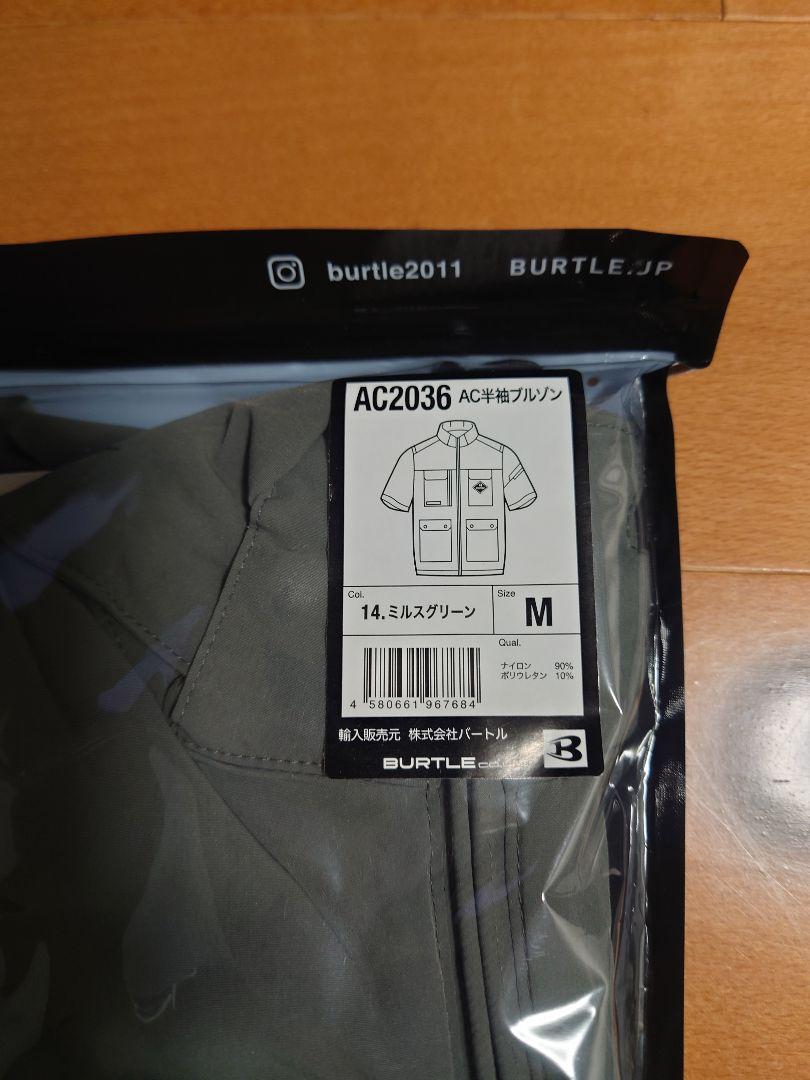 burtle2011 BURTLE.JP
AC2036 AC半袖ブルゾン
Col.
14.ミルスグリーン
Size
M
Qual.
ナイロン 90%
ポリウレタン 10%
4 580661 967684
輸入販売元 株式会社バートル
BURTLE CO.,LTD. B